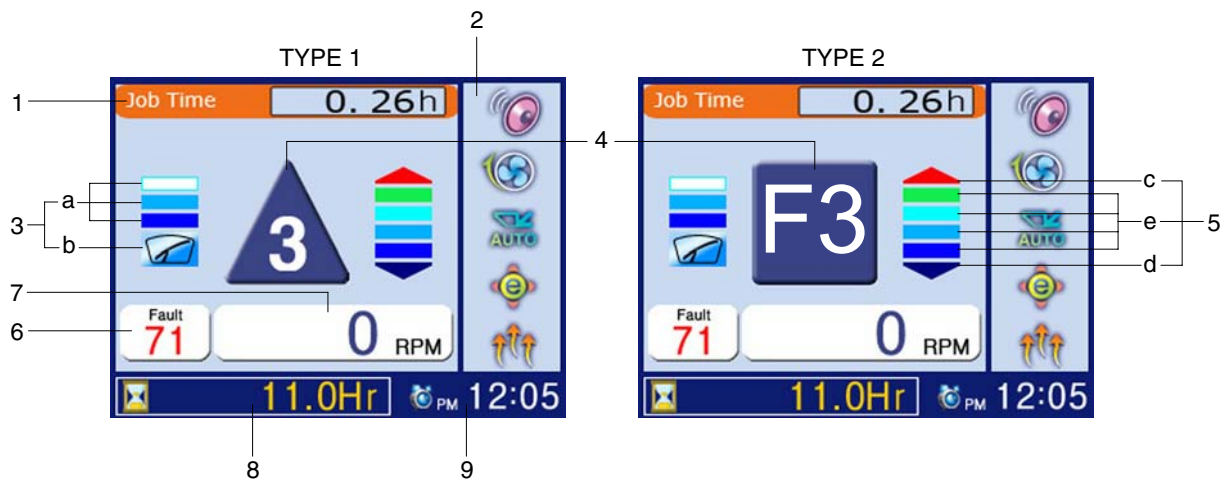 2
TYPE 1
TYPE 2
1
Job Time 0. 26h
Job Time 0. 26h
4
3
a
b
3
AUTO
F3
AUTO
c
e
5
d
e
e
7
6
Fault
71
0 RPM
Fault
71
0 RPM
11.0Hr PM 12:05
11.0Hr PM 12:05
8
9